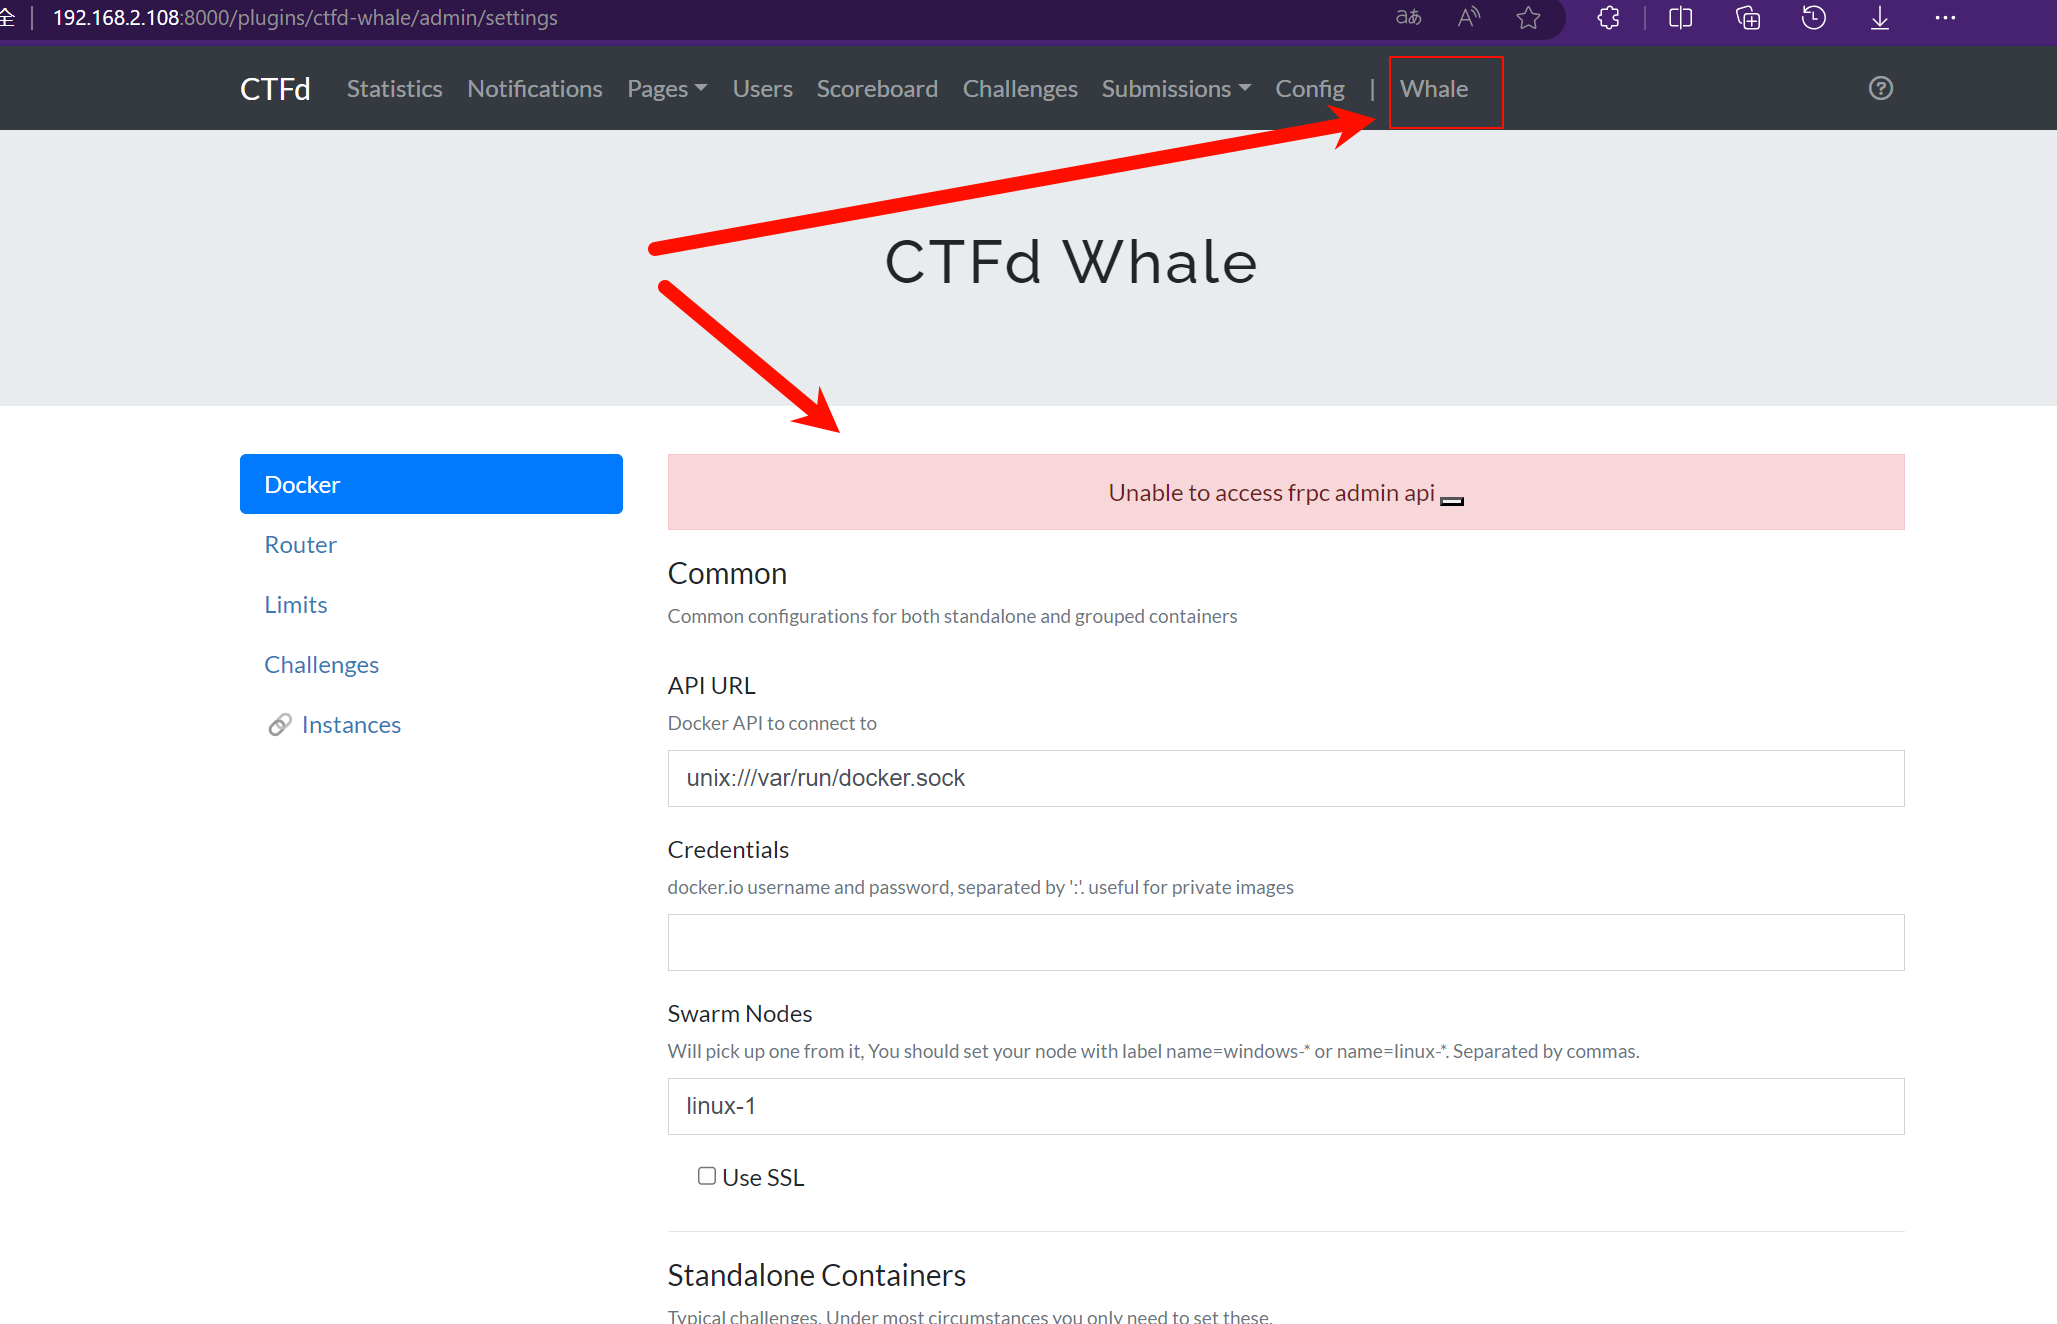 全 192.168.2.108:8000/plugins/ctfd-whale/admin/settings
CTFd Statistics Notifications Pages Users Scoreboard Challenges Submissions Config | Whale
CTFd Whale
Docker
Router
Limits
Challenges
Instances
Unable to access frpc admin api
Common
Common configurations for both standalone and grouped containers
API URL
Docker API to connect to
unix:///var/run/docker.sock
Credentials
docker.io username and password, separated by ':'. useful for private images
Swarm Nodes
Will pick up one from it, You should set your node with label name=windows-* or name=linux-*. Separated by commas.
linux-1
Use SSL
Standalone Containers
Typical challenges. Under most circumstances you only need to set these.